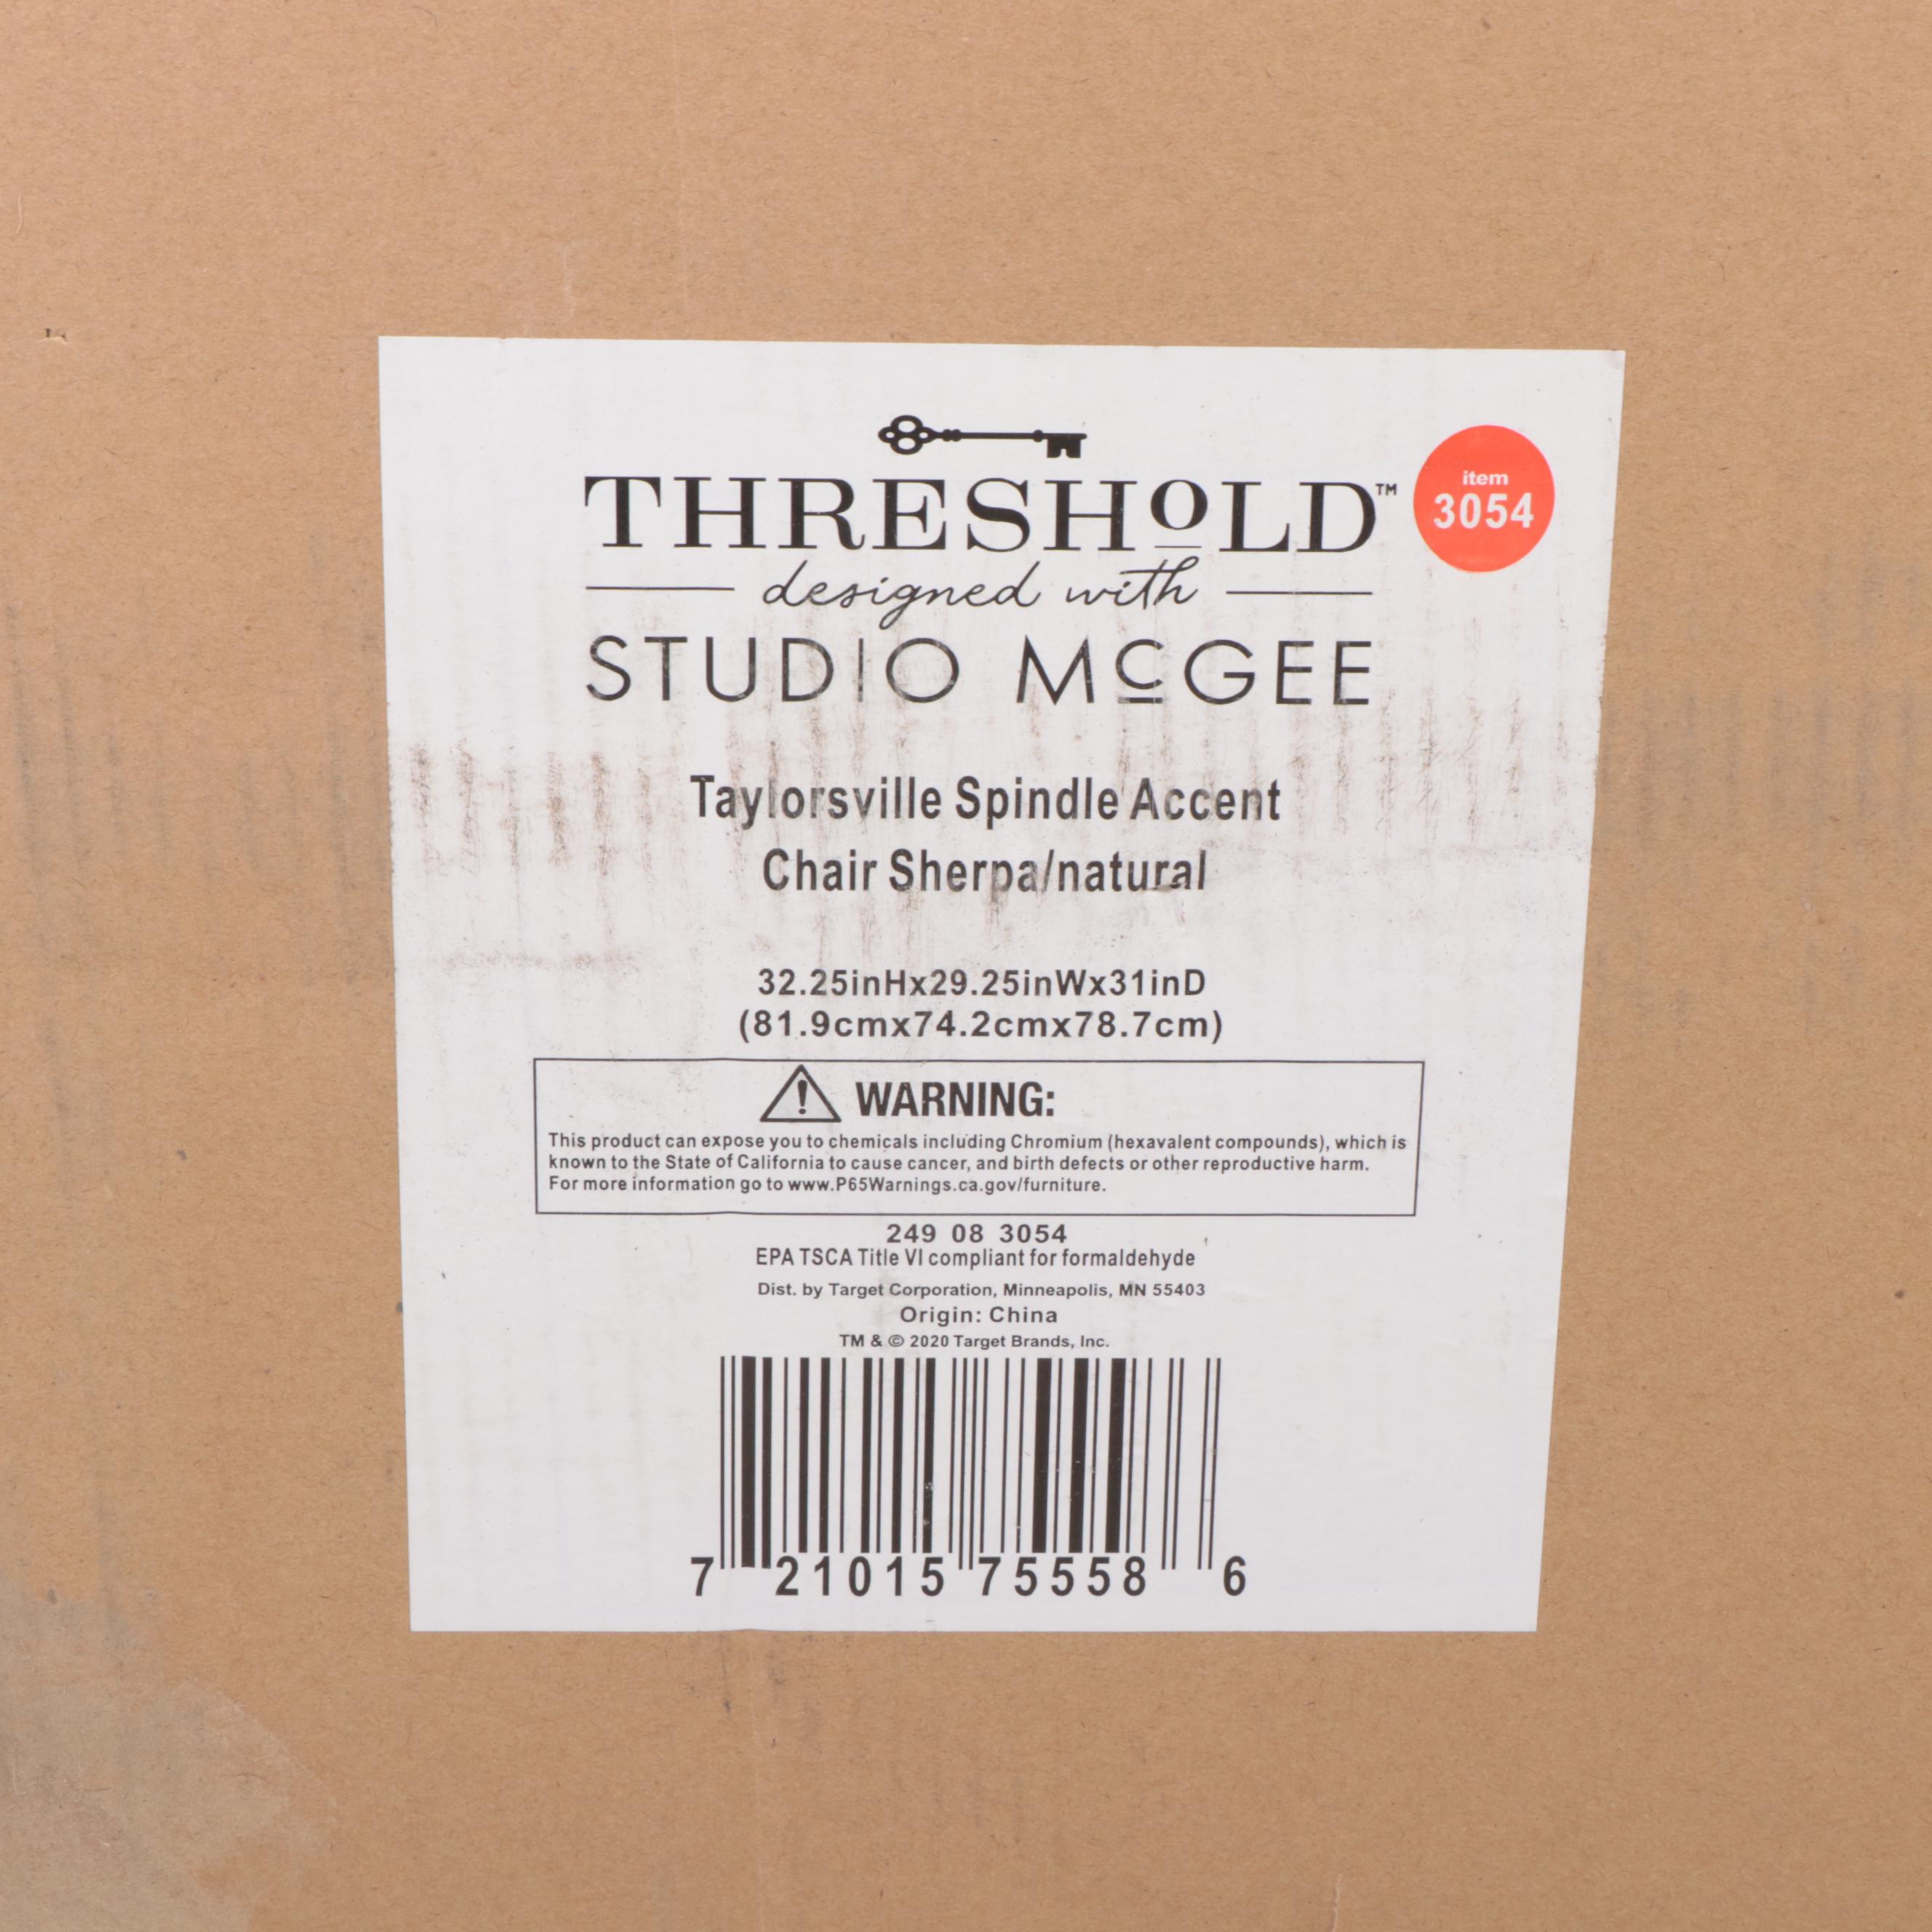 THRESHOLD™
item
3054
designed with
STUDIO McGEE
Taylorsville Spindle Accent
Chair Sherpa/natural
32.25inHx29.25inWx31inD
(81.9cmx74.2cmx78.7cm)
WARNING:
This product can expose you to chemicals including Chromium (hexavalent compounds), which is
known to the State of California to cause cancer, and birth defects or other reproductive harm.
For more information go to www.P65Warnings.ca.gov/furniture.
249 08 3054
EPA TSCA Title VI compliant for formaldehyde
Dist. by Target Corporation, Minneapolis, MN 55403
Origin: China
TM & © 2020 Target Brands, Inc.
7 21015 75558 6